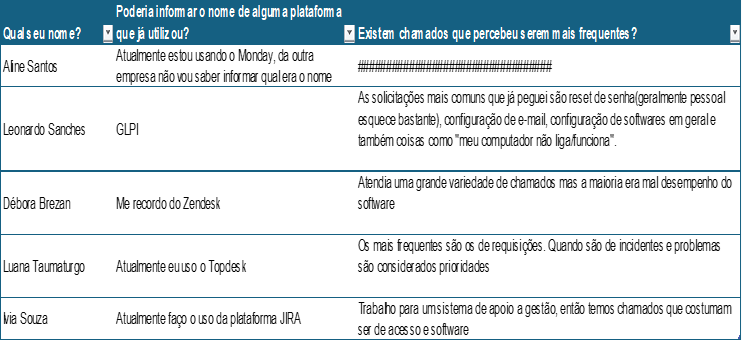 Qual seu nome?
Poderia informar o nome de alguma plataforma
que já utilizou?
Existem chamados que percebeu serem mais frequentes?
Aline Santos
Atualmente estou usando o Monday, da outra
empresa não vou saber informar qual era o nome
###################################
Leonardo Sanches
GLPI
As solicitações mais comuns que já peguei são reset de senha(geralmente pessoal
esquece bastante), configuração de e-mail, configuração de softwares em geral e
também coisas como "meu computador não liga/funciona".
Débora Brezan
Me recordo do Zendesk
Atendia uma grande variedade de chamados mas a maioria era mal desempenho do
software
Luana Taumaturgo
Atualmente eu uso o Topdesk
Os mais frequentes são os de requisições. Quando são de incidentes e problemas
são considerados prioridades
Ivia Souza
Atualmente faço o uso da plataforma JIRA
Trabalho para um sistema de apoio a gestão, então temos chamados que costumam
ser de acesso e software